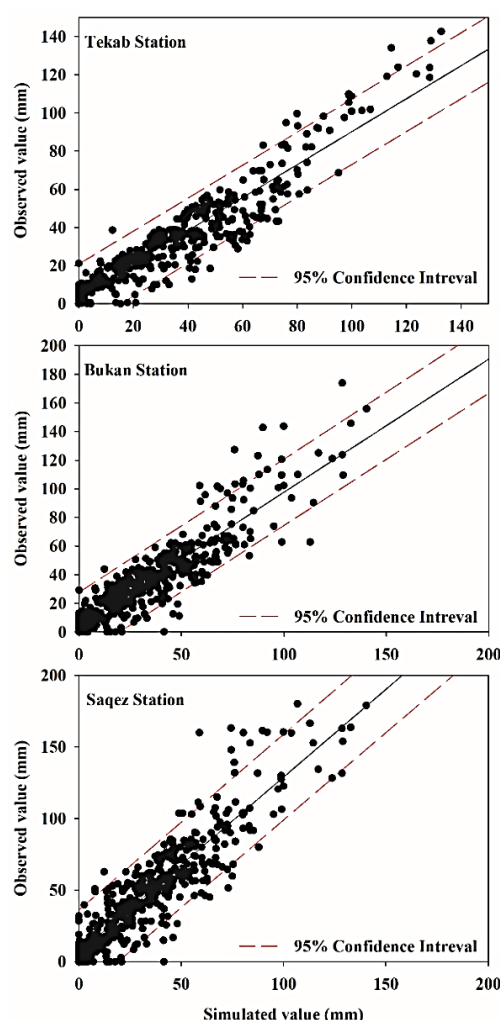 Tekab Station
Observed value (mm)
140
120
100
80
60
40
20
0
95% Confidence Intreval
0 20 40 60 80 100 120 140
Bukan Station
Observed value (mm)
200
180
160
140
120
100
80
60
40
20
0
95% Confidence Intreval
0 50 100 150 200
Saqez Station
Observed value (mm)
200
150
100
50
0
95% Confidence Intreval
0 50 100 150 200
Simulated value (mm)